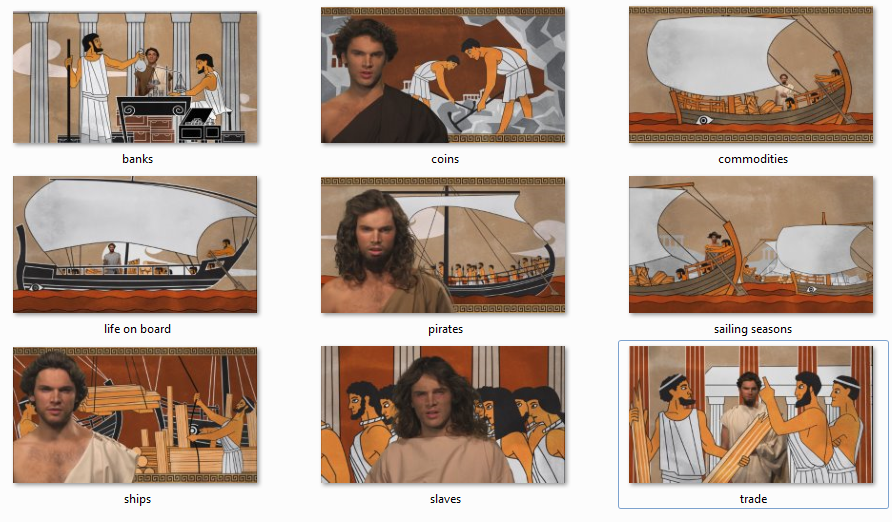 banks
coins
commodities
life on board
pirates
sailing seasons
ships
slaves
trade